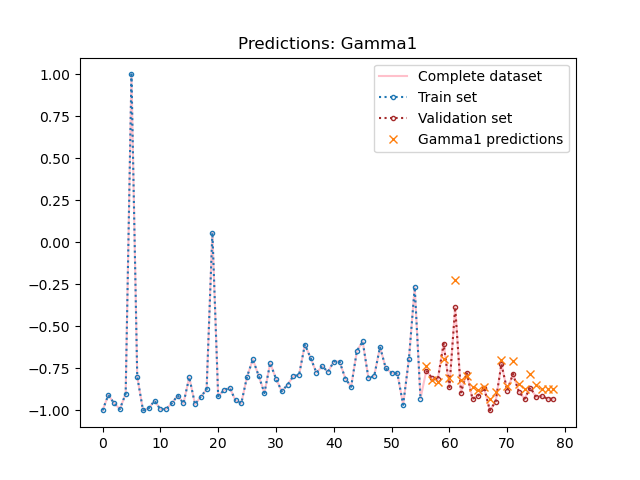 Predictions: Gamma1
Complete dataset
Train set
Validation set
Gamma1 predictions
1.00
0.75
0.50
0.25
0.00
−0.25
−0.50
−0.75
−1.00
0 10 20 30 40 50 60 70 80